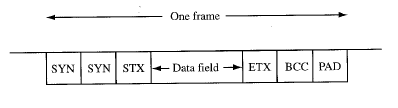 One frame
SYN SYN STX Data field ETX BCC PAD